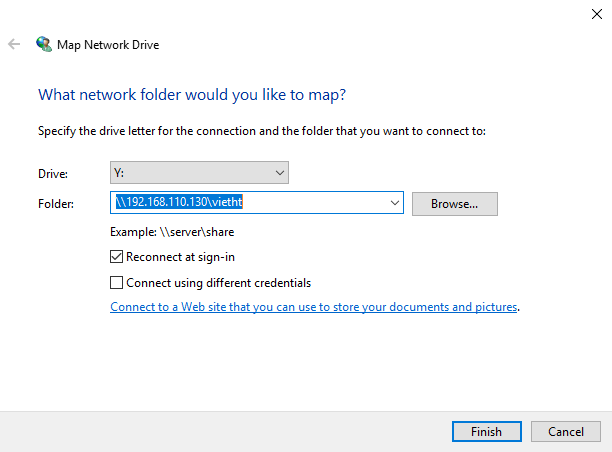 Map Network Drive
What network folder would you like to map?
Specify the drive letter for the connection and the folder that you want to connect to:
Drive: Y:
Folder: \\192.168.110.130\vietht Browse...
Example: \\server\share
Reconnect at sign-in
Connect using different credentials
Connect to a Web site that you can use to store your documents and pictures.
Finish Cancel